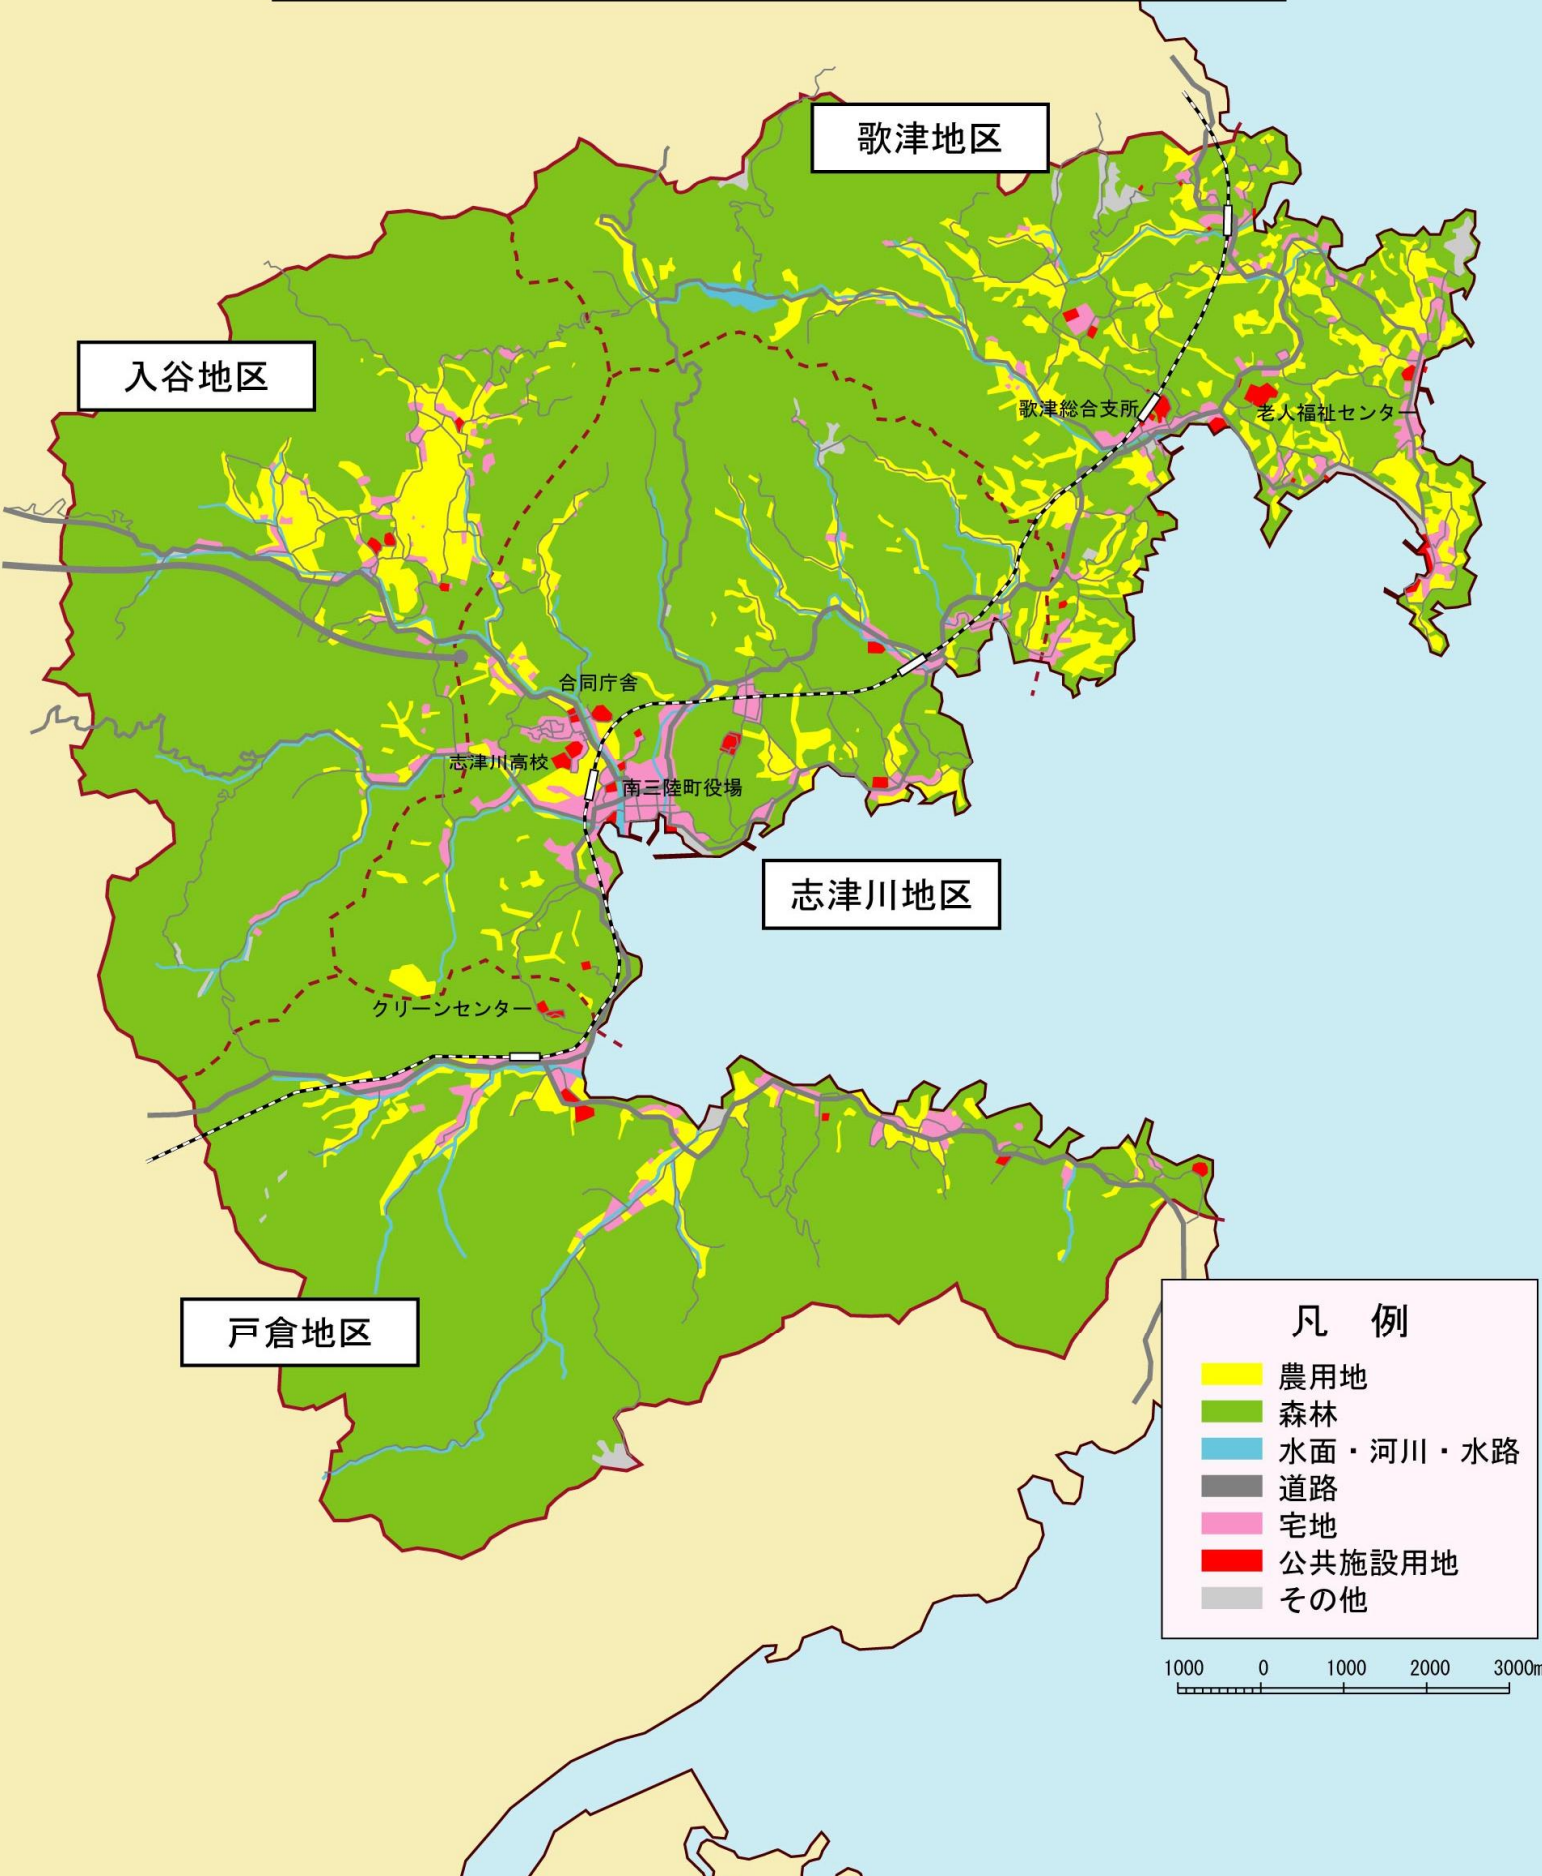 歌津地区
入谷地区
歌津総合支所
老人福祉センター
合同庁舎
志津川高校
南三陸町役場
志津川地区
クリーンセンター
戸倉地区
凡 例
農用地
森林
水面・河川・水路
道路
宅地
公共施設用地
その他
1000 0 1000 2000 3000m